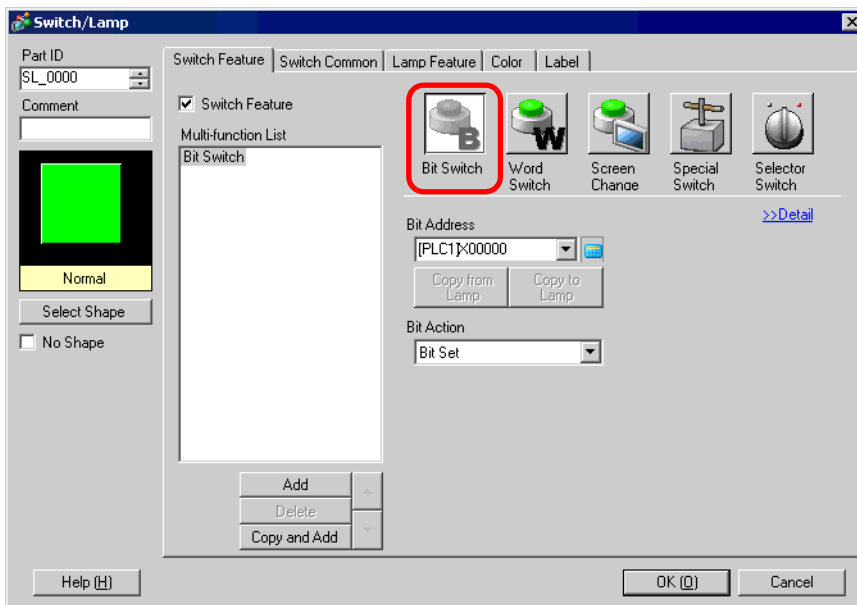 Switch/Lamp
Part ID
SL_0000
Comment
Normal
Select Shape
No Shape
Switch Feature
Switch Common
Lamp Feature
Color
Label
Switch Feature
Multi-function List
Bit Switch
Add
Delete
Copy and Add
B
W
Bit Switch
Word
Switch
Screen
Change
Special
Switch
Selector
Switch
>>Detail
Bit Address
[PLC1]X00000
Copy from
Lamp
Copy to
Lamp
Bit Action
Bit Set
Help (H)
OK (O)
Cancel